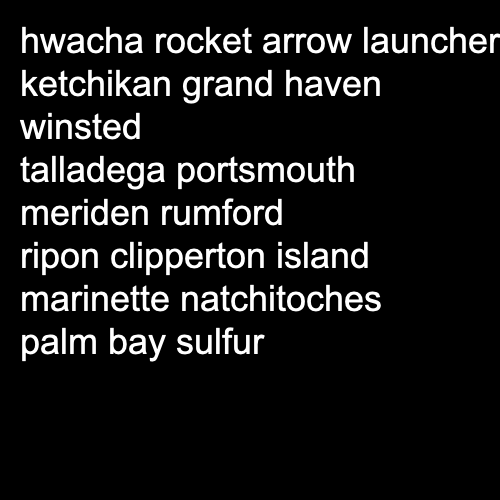 hwacha rocket arrow launcher
ketchikan grand haven
winsted
talladega portsmouth
meriden rumford
ripon clipperton island
marinette natchitoches
palm bay sulfur